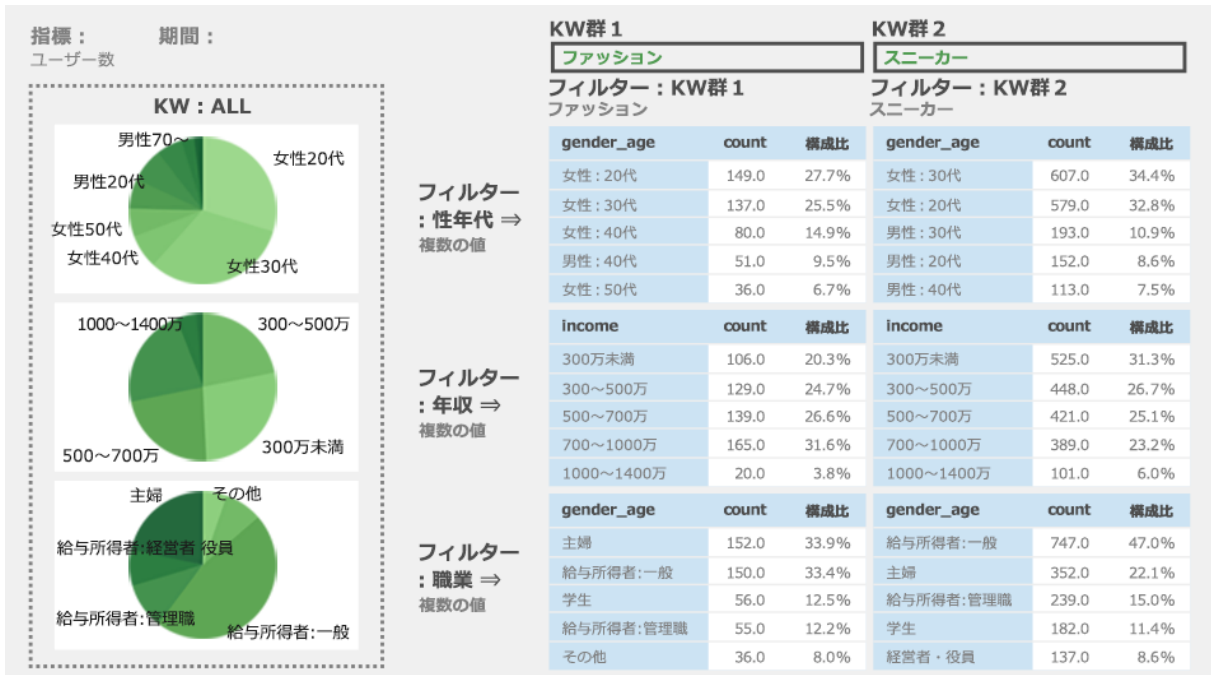 指標： 期間：
ユーザー数
KW：ALL
男性70～
女性20代
男性20代
女性50代
女性40代
女性30代
1000～1400万
300～500万
500～700万
300万未満
主婦
その他
給与所得者:経営者 役員
給与所得者:管理職
給与所得者:一般
フィルター
：性年代 ⇒
複数の値
フィルター
：年収 ⇒
複数の値
フィルター
：職業 ⇒
複数の値
KW群1
ファッション
フィルター：KW群1
ファッション
gender_age count 構成比
女性 : 20代 149.0 27.7%
女性 : 30代 137.0 25.5%
女性 : 40代 80.0 14.9%
男性 : 40代 51.0 9.5%
女性 : 50代 36.0 6.7%
income count 構成比
300万未満 106.0 20.3%
300～500万 129.0 24.7%
500～700万 139.0 26.6%
700～1000万 165.0 31.6%
1000～1400万 20.0 3.8%
gender_age count 構成比
主婦 152.0 33.9%
給与所得者:一般 150.0 33.4%
学生 56.0 12.5%
給与所得者:管理職 55.0 12.2%
その他 36.0 8.0%
KW群2
スニーカー
フィルター：KW群2
スニーカー
gender_age count 構成比
女性 : 30代 607.0 34.4%
女性 : 20代 579.0 32.8%
男性 : 30代 193.0 10.9%
男性 : 20代 152.0 8.6%
男性 : 40代 113.0 7.5%
income count 構成比
300万未満 525.0 31.3%
300～500万 448.0 26.7%
500～700万 421.0 25.1%
700～1000万 389.0 23.2%
1000～1400万 101.0 6.0%
gender_age count 構成比
給与所得者:一般 747.0 47.0%
主婦 352.0 22.1%
給与所得者:管理職 239.0 15.0%
学生 182.0 11.4%
経営者・役員 137.0 8.6%